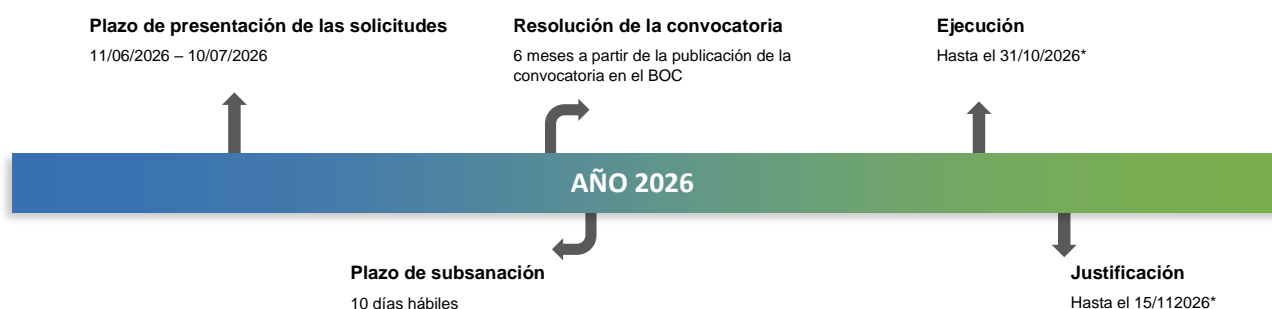 Plazo de presentación de las solicitudes
11/06/2026 – 10/07/2026
Resolución de la convocatoria
6 meses a partir de la publicación de la
convocatoria en el BOC
Ejecución
Hasta el 31/10/2026*
AÑO 2026
Plazo de subsanación
10 días hábiles
Justificación
Hasta el 15/112026*